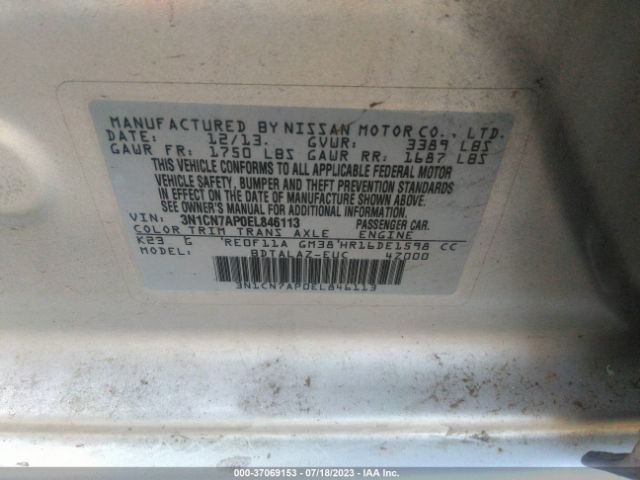 MANUFACTURED BY NISSAN MOTOR CO., LTD.
DATE: 12/13. GVWR: 3389 LBS
GAWR FR: 1750 LBS GAWR RR: 1687 LBS
THIS VEHICLE CONFORMS TO ALL APPLICABLE FEDERAL MOTOR
VEHICLE SAFETY, BUMPER AND THEFT PREVENTION STANDARDS
IN EFFECT ON THE DATE OF MANUFACTURE SHOWN ABOVE.
SEE OWNER'S MANUAL FOR ADDITIONAL INFORMATION.
VIN: 3N1CN7AP0EL846113 PASSENGER CAR.
COLOR TRIM TRANS AXLE ENGINE
K23 G RE0F11A GM38 HR16DE1598 CC
MODEL: BDTALAZ-EUC 47000
3N1CN7AP0EL846113
000-37069153 - 07/18/2023 - IAA Inc.